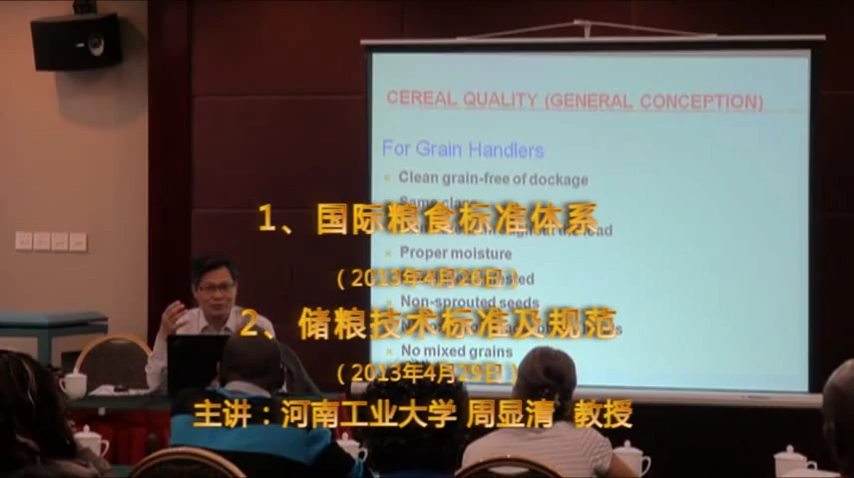 CEREAL QUALITY (GENERAL CONCEPTION)
For Grain Handlers
Clean grain-free of dockage
Same class
1、国际粮食标准体系
Proper moisture
（2013年4月26日）
Non-sprouted seeds
2、储粮技术标准及规范
No mixed grains
（2013年4月29日）
主讲：河南工业大学 周显清 教授